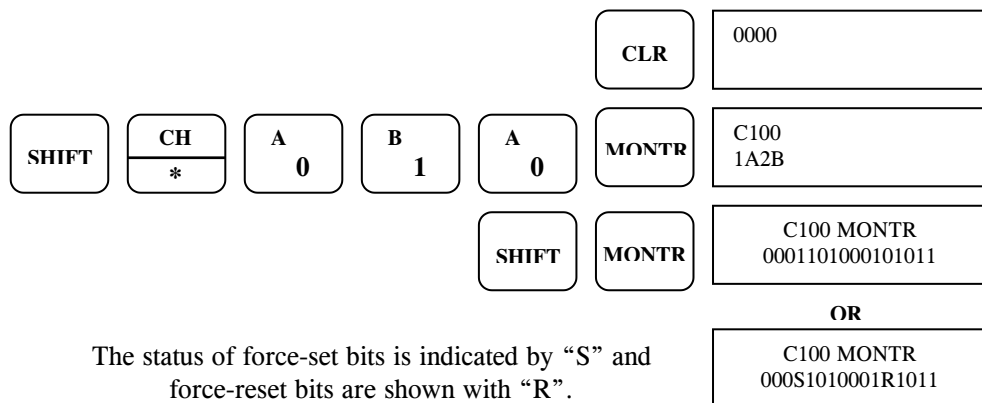 CLR
0000
SHIFT
CH
*
A
0
B
1
A
0
MONTR
C100
1A2B
SHIFT
MONTR
C100 MONTR
0001101000101011
OR
The status of force-set bits is indicated by “S” and
force-reset bits are shown with “R”.
C100 MONTR
000S1010001R1011